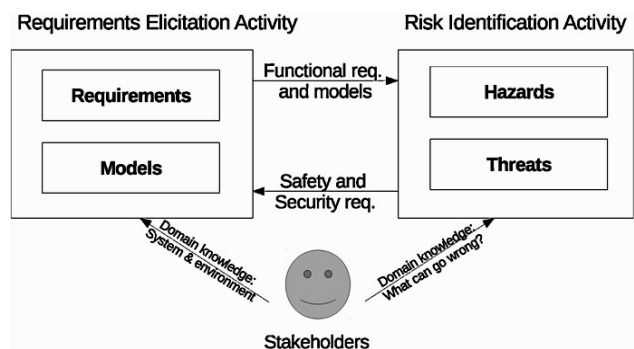 Requirements Elicitation Activity
Risk Identification Activity
Requirements
Models
Functional req.
and models
Safety and
Security req.
Hazards
Threats
Domain knowledge:
System & environment
Domain knowledge:
What can go wrong?
Stakeholders